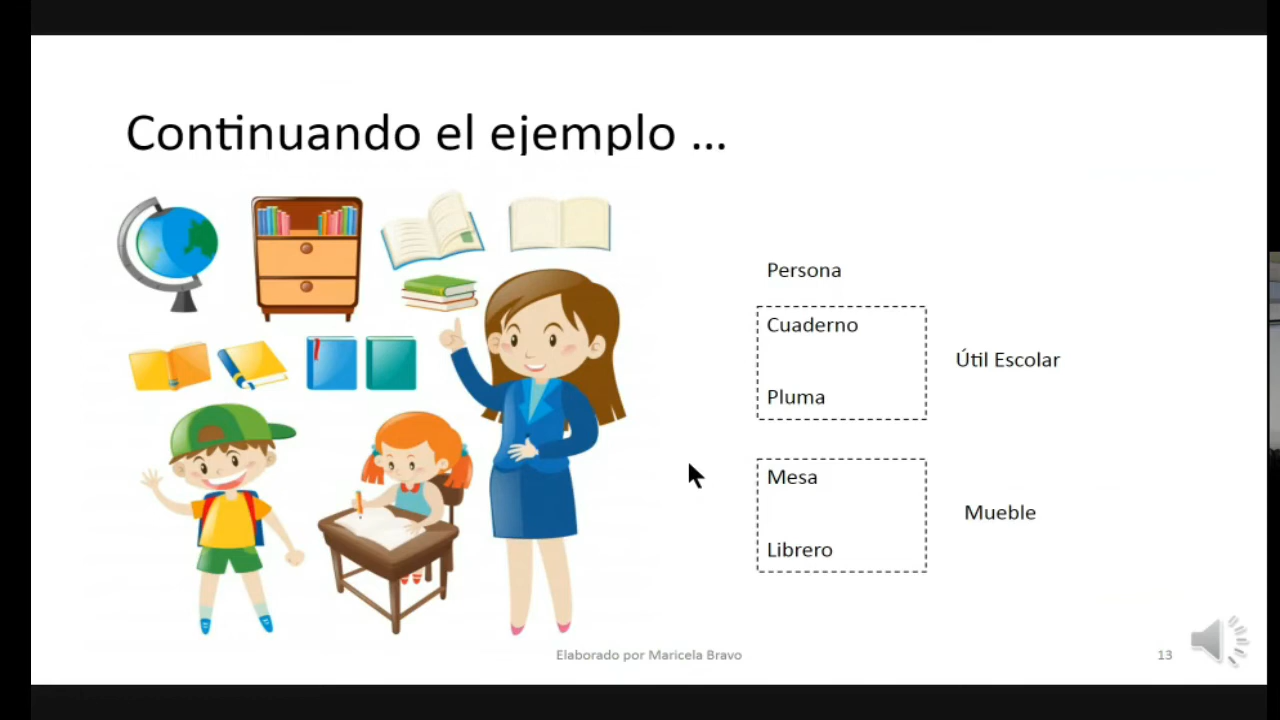 Continuando el ejemplo ...
Persona
Cuaderno
Pluma
Útil Escolar
Mesa
Librero
Mueble
Elaborado por Maricela Bravo
13